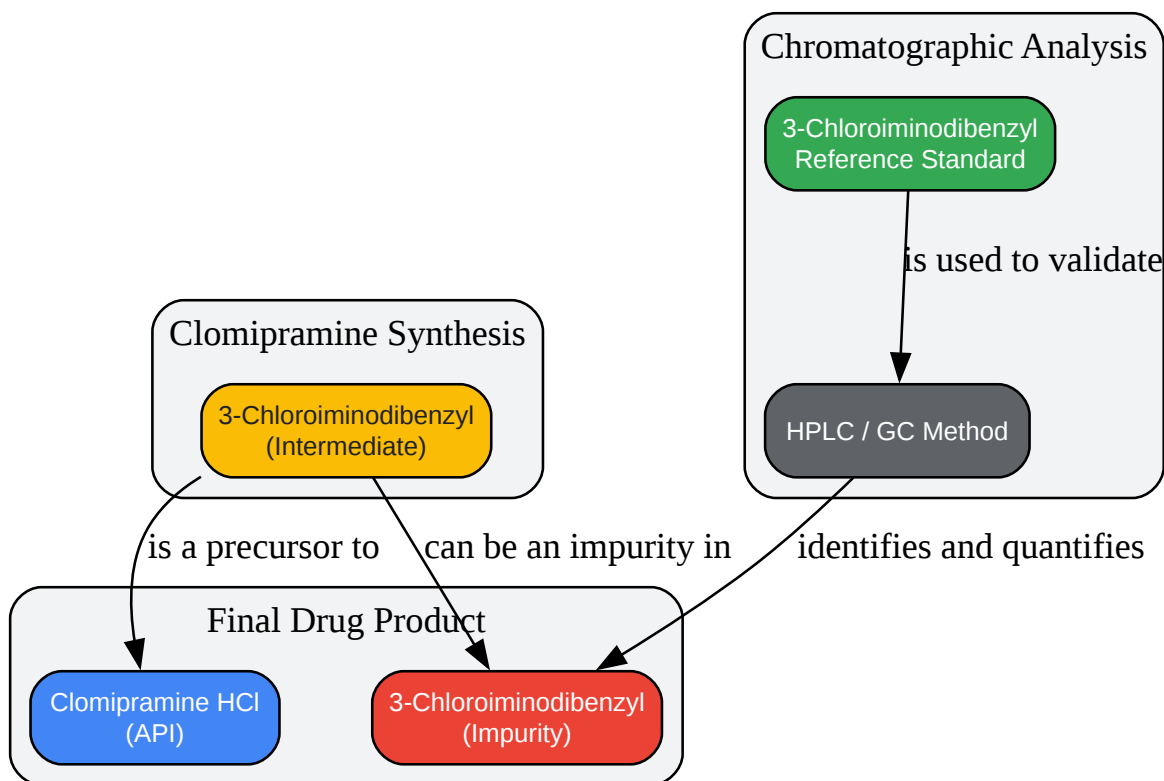 Chromatographic Analysis
3-Chloroiminodibenzyl
Reference Standard
is used to validate
Clomipramine Synthesis
3-Chloroiminodibenzyl
(Intermediate)
HPLC / GC Method
is a precursor to
can be an impurity in
identifies and quantifies
Final Drug Product
Clomipramine HCl
(API)
3-Chloroiminodibenzyl
(Impurity)